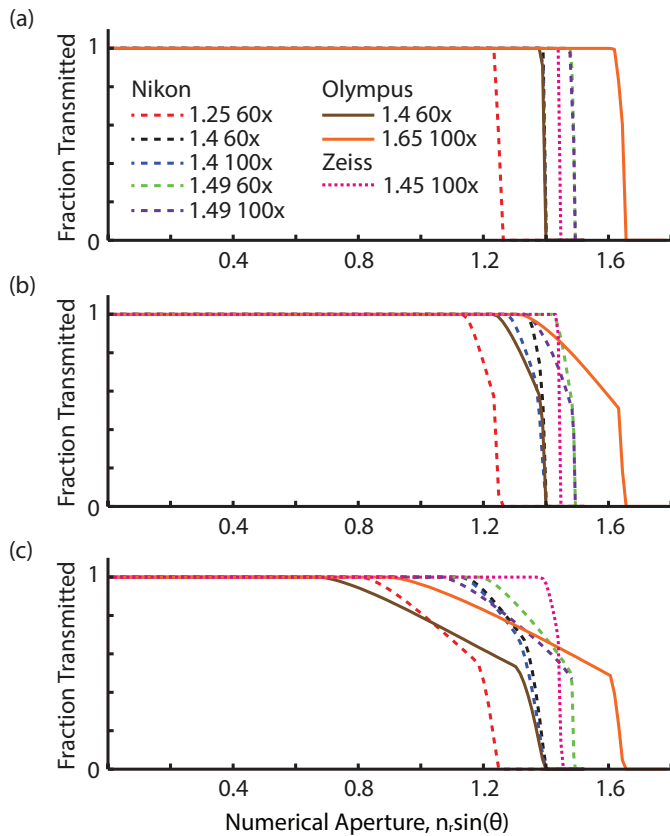 (a)
Fraction Transmitted
1
0
Nikon
1.25 60x
1.4 60x
1.4 100x
1.49 60x
1.49 100x
Olympus
1.4 60x
1.65 100x
Zeiss
1.45 100x
0.4 0.8 1.2 1.6
(b)
Fraction Transmitted
1
0
0.4 0.8 1.2 1.6
(c)
Fraction Transmitted
1
0
0.4 0.8 1.2 1.6
Numerical Aperture, nᵣsin(θ)